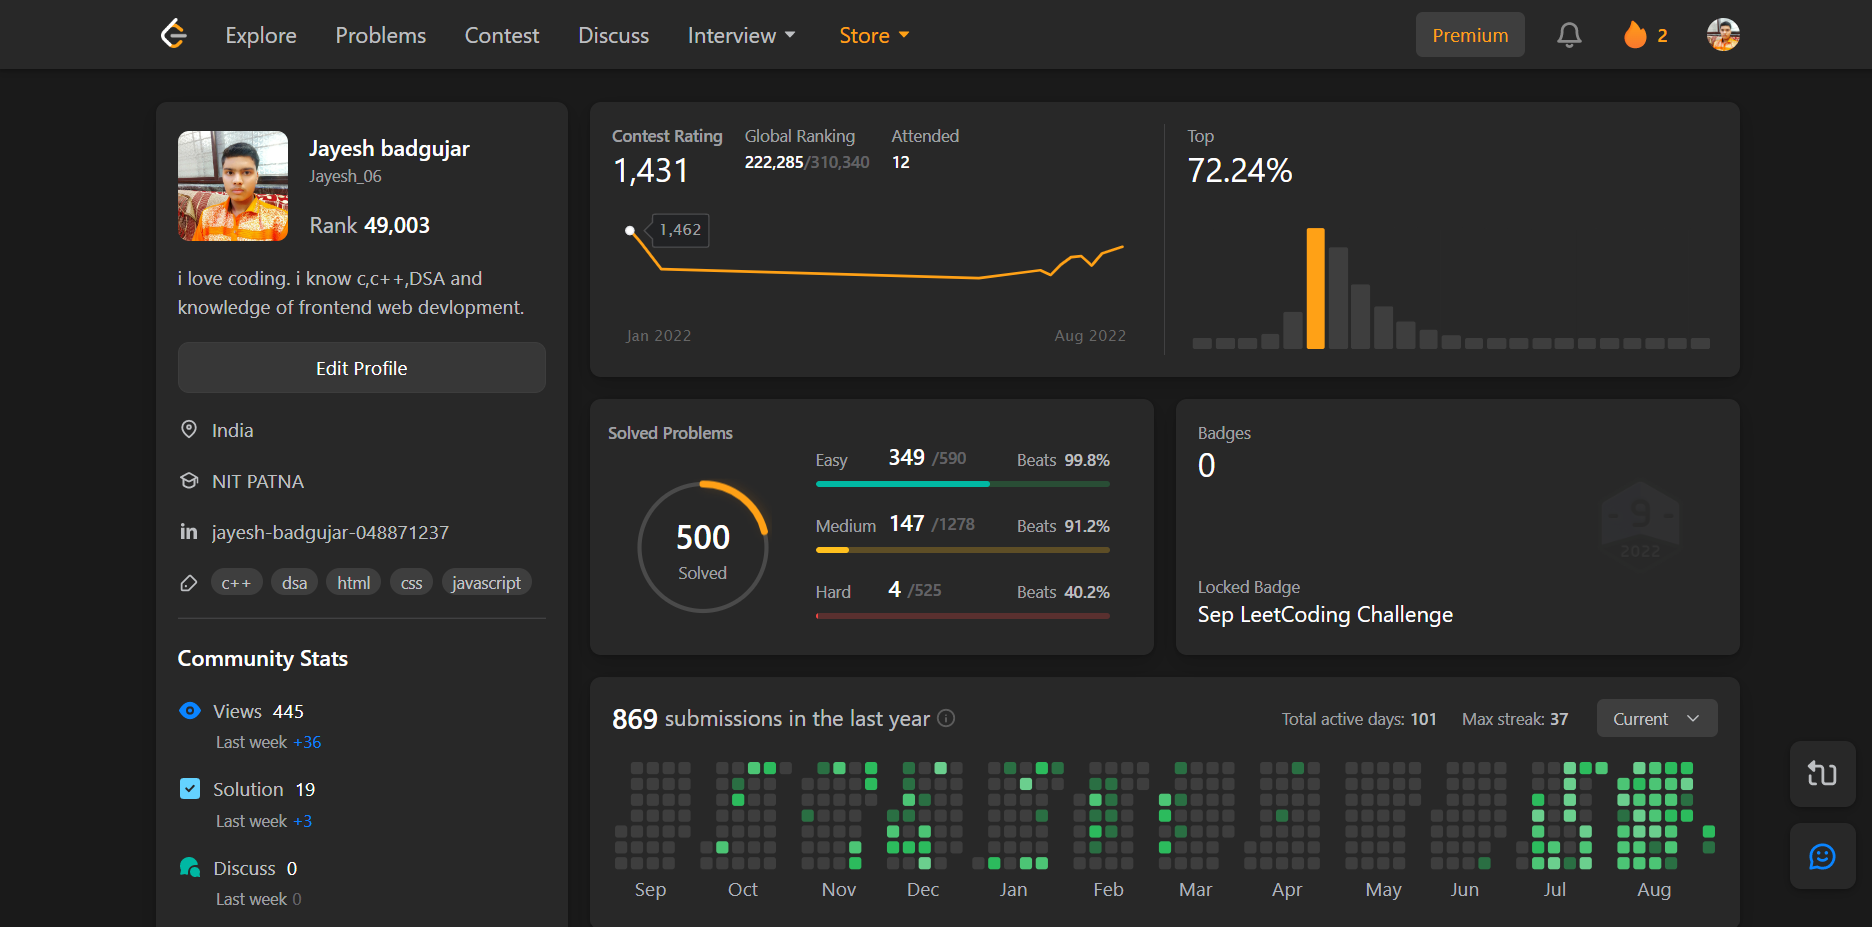 Explore Problems Contest Discuss Interview Store Premium 2
Jayesh badgujar
Jayesh_06
Rank 49,003
i love coding. i know c,c++,DSA and
knowledge of frontend web devlopment.
Edit Profile
India
NIT PATNA
in jayesh-badgujar-048871237
c++ dsa html css javascript
Community Stats
Views 445
Last week +36
Solution 19
Last week +3
Discuss 0
Last week 0
Contest Rating
1,431
Global Ranking
222,285/310,340
Attended
12
1,462
Jan 2022 Aug 2022
Top
72.24%
Solved Problems
500
Solved
Easy 349 /590 Beats 99.8%
Medium 147 /1278 Beats 91.2%
Hard 4 /525 Beats 40.2%
Badges
0
9
2022
Locked Badge
Sep LeetCoding Challenge
869 submissions in the last year Total active days: 101 Max streak: 37 Current
Sep Oct Nov Dec Jan Feb Mar Apr May Jun Jul Aug